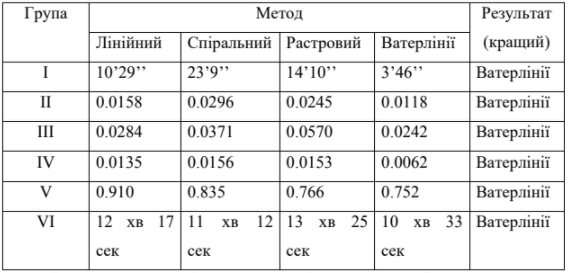 Група Метод Результат (кращий)
Лінійний Спіральний Растровий Ватерлінії
I 10’29’’ 23’9’’ 14’10’’ 3’46’’ Ватерлінії
II 0.0158 0.0296 0.0245 0.0118 Ватерлінії
III 0.0284 0.0371 0.0570 0.0242 Ватерлінії
IV 0.0135 0.0156 0.0153 0.0062 Ватерлінії
V 0.910 0.835 0.766 0.752 Ватерлінії
VI 12 хв 17 сек 11 хв 12 сек 13 хв 25 сек 10 хв 33 сек Ватерлінії